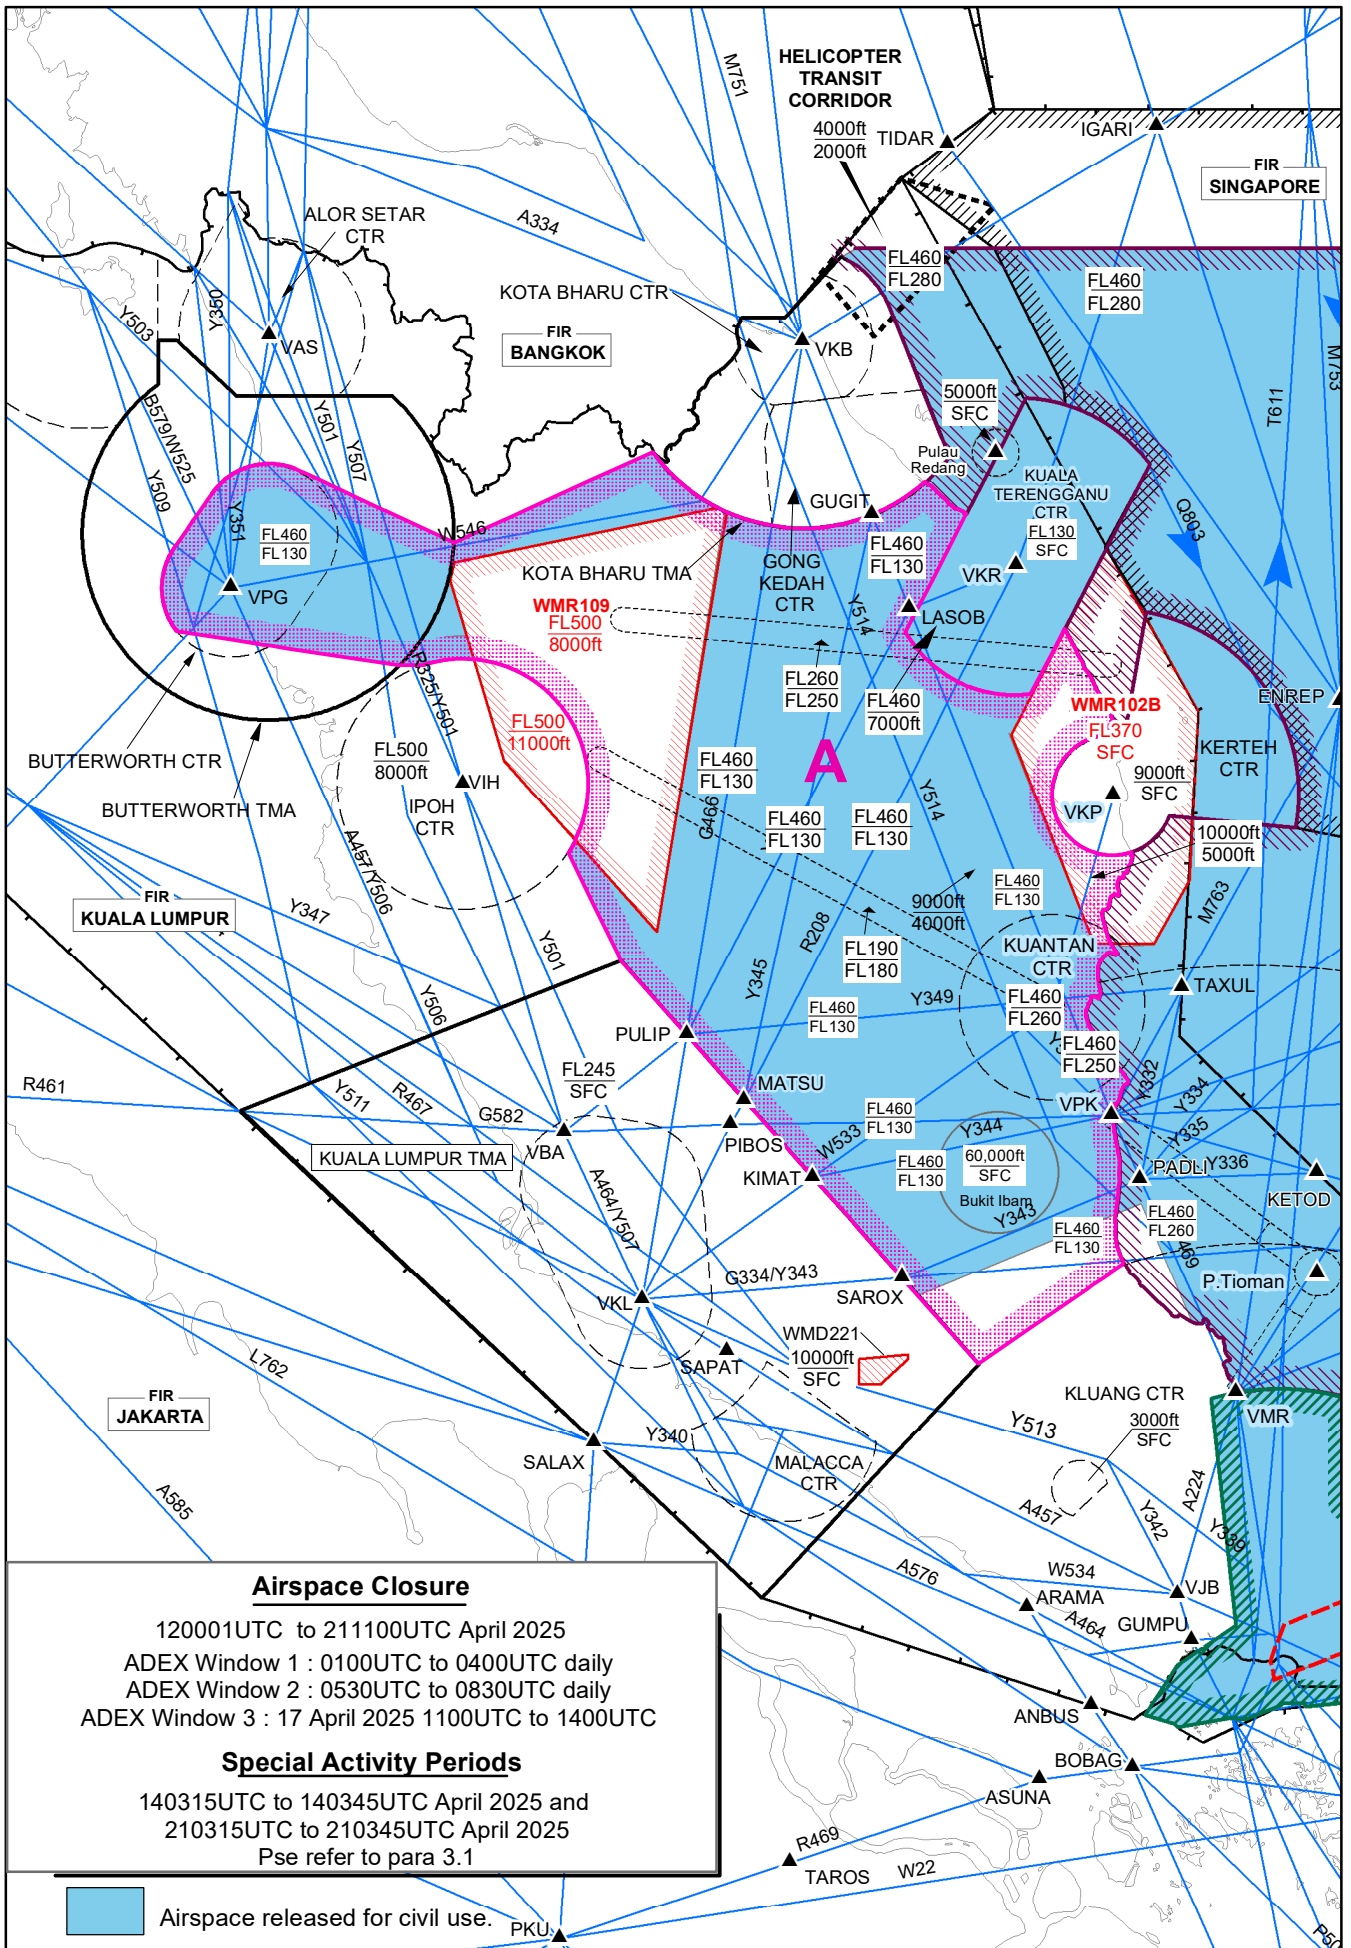 M751
HELICOPTER
TRANSIT
CORRIDOR
4000ft
2000ft
TIDAR
IGARI
FIR
SINGAPORE
ALOR SETAR
CTR
A334
KOTA BHARU CTR
FIR
BANGKOK
Y350
Y503
VAS
VKB
FL460
FL280
FL460
FL280
M753
T611
B579/W525
Y501
Y507
Y509
Y351
5000ft
SFC
Pulau
Redang
KUALA
TERENGGANU
CTR
FL130
SFC
Q803
GUGIT
FL460
FL130
W546
KOTA BHARU TMA
GONG
KEDAH
CTR
FL460
FL130
VKR
VPG
WMR109
FL500
8000ft
Y514
LASOB
FL260
FL250
FL460
7000ft
R325/Y501
ENREP
WMR102B
FL370
SFC
KERTEH
CTR
FL500
11000ft
BUTTERWORTH CTR
FL500
8000ft
BUTTERWORTH TMA
VIH
IPOH
CTR
FL460
FL130
A
9000ft
SFC
VKP
Y514
G466
FL460
FL130
FL460
FL130
10000ft
5000ft
A457/Y506
FIR
KUALA LUMPUR
Y347
FL460
FL130
9000ft
4000ft
M763
R208
FL190
FL180
KUANTAN
CTR
Y501
Y345
Y506
Y349
FL460
FL260
TAXUL
FL460
FL130
PULIP
FL460
FL250
Y332
Y334
R461
Y511
R467
FL245
SFC
MATSU
VPK
G582
FL460
FL130
Y335
VBA
PIBOS
W533
Y344
KUALA LUMPUR TMA
KIMAT
FL460
FL130
60,000ft
SFC
Bukit Ibam
PADLI
Y336
KETOD
A464/Y507
Y343
FL460
FL130
FL460
FL260
469
G334/Y343
SAROX
P.Tioman
VKL
WMD221
10000ft
SFC
SAPAT
L762
FIR
JAKARTA
KLUANG CTR
3000ft
SFC
VMR
Y513
Y340
SALAX
MALACCA
CTR
A585
A457
Y342
A224
Y339
A576
W534
VJB
ARAMA
A464
GUMPU
ANBUS
BOBAG
ASUNA
R469
TAROS
W22
PKU
P50
Airspace Closure
120001UTC to 211100UTC April 2025
ADEX Window 1 : 0100UTC to 0400UTC daily
ADEX Window 2 : 0530UTC to 0830UTC daily
ADEX Window 3 : 17 April 2025 1100UTC to 1400UTC
Special Activity Periods
140315UTC to 140345UTC April 2025 and
210315UTC to 210345UTC April 2025
Pse refer to para 3.1
Airspace released for civil use.